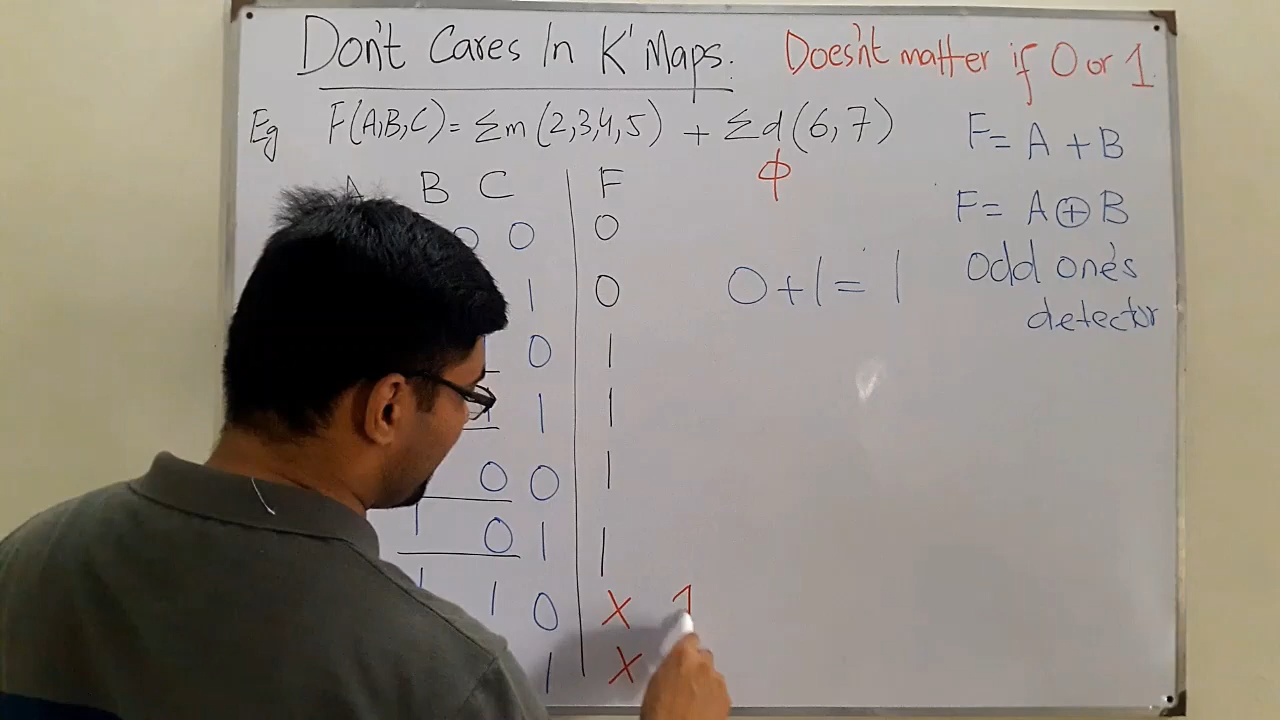 Don't Cares In K'Maps.
Doesn't matter if 0 or 1.
Eg F(A,B,C) = Σm (2,3,4,5) + Σd (6,7)
Φ
F = A + B
F = A ⊕ B
Odd one's
detector
0 + 1 = 1
B C F
0 0 0
1 0
0 1
1 1 1
0 0 1
1 0 1 1
1 1 0 X 1
1 X